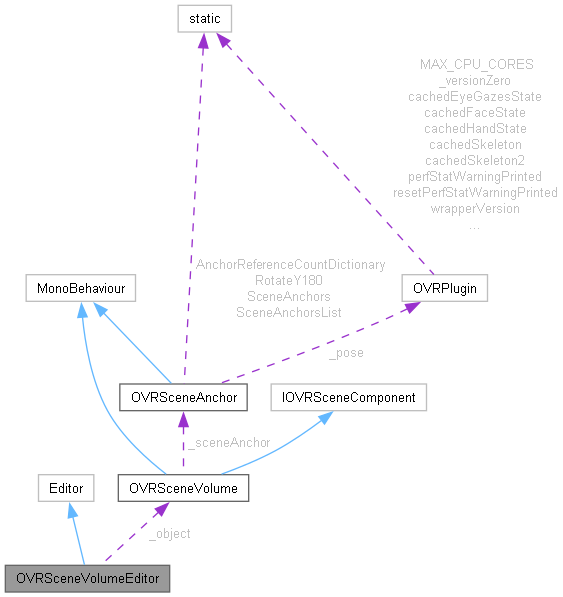 static
MAX_CPU_CORES
_versionZero
cachedEyeGazesState
cachedFaceState
cachedHandState
cachedSkeleton
cachedSkeleton2
perfStatWarningPrinted
resetPerfStatWarningPrinted
wrapperVersion
...
AnchorReferenceCountDictionary
RotateY180
SceneAnchors
SceneAnchorsList
MonoBehaviour
OVRPlugin
_pose
OVRSceneAnchor
IOVRSceneComponent
_sceneAnchor
Editor
OVRSceneVolume
_object
OVRSceneVolumeEditor